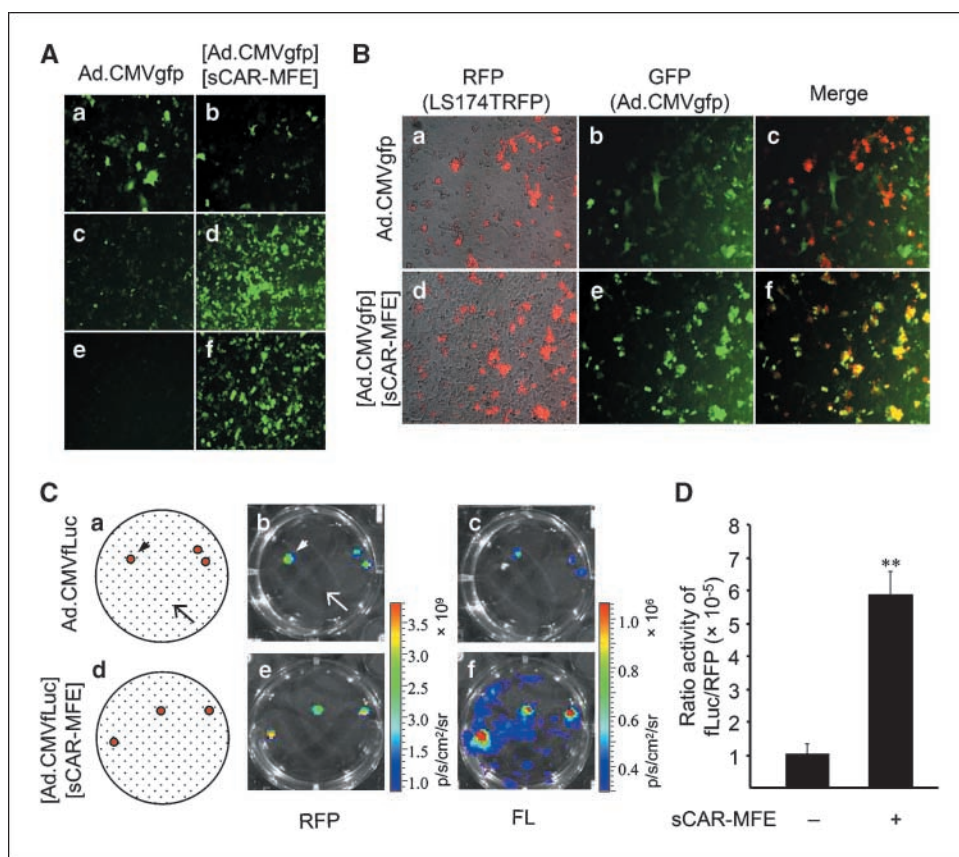 A
Ad.CMVgfp
[Ad.CMVgfp]
[sCAR-MFE]
a
b
c
d
e
f
B
RFP
(LS174TRFP)
GFP
(Ad.CMVgfp)
Merge
Ad.CMVgfp
a
b
c
[Ad.CMVgfp]
[sCAR-MFE]
d
e
f
C
Ad.CMVfLuc
a
b
c
[Ad.CMVfLuc]
[sCAR-MFE]
d
e
f
3.5
3.0
2.5
2.0
1.5
1.0
× 10⁹
p/s/cm²/sr
1.0
0.8
0.6
0.4
× 10⁶
p/s/cm²/sr
RFP
FL
D
Ratio activity of
fLuc/RFP (× 10⁻⁵)
8
7
6
5
4
3
2
1
**
sCAR-MFE
–
+